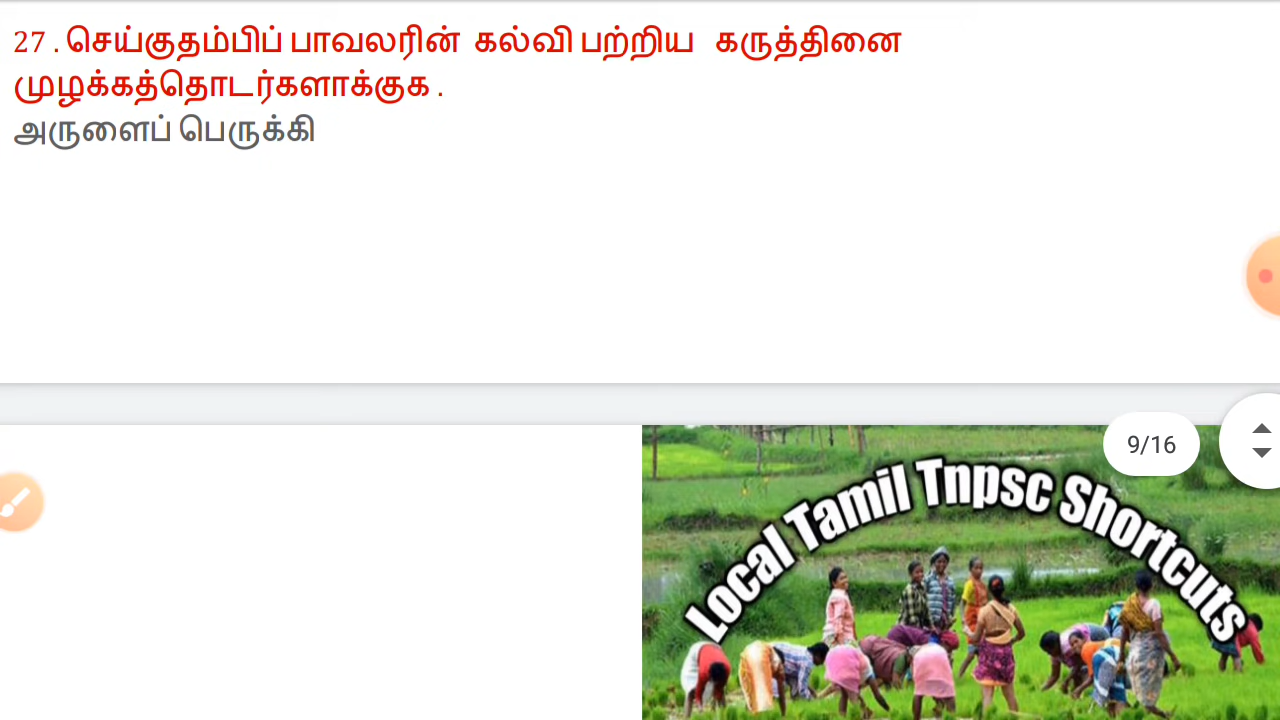 27 . செய்குதம்பிப் பாவலரின் கல்வி பற்றிய கருத்தினை
முழக்கத்தொடர்களாக்குக .
அருளைப் பெருக்கி
9/16
Local Tamil Tnpsc Shortcuts